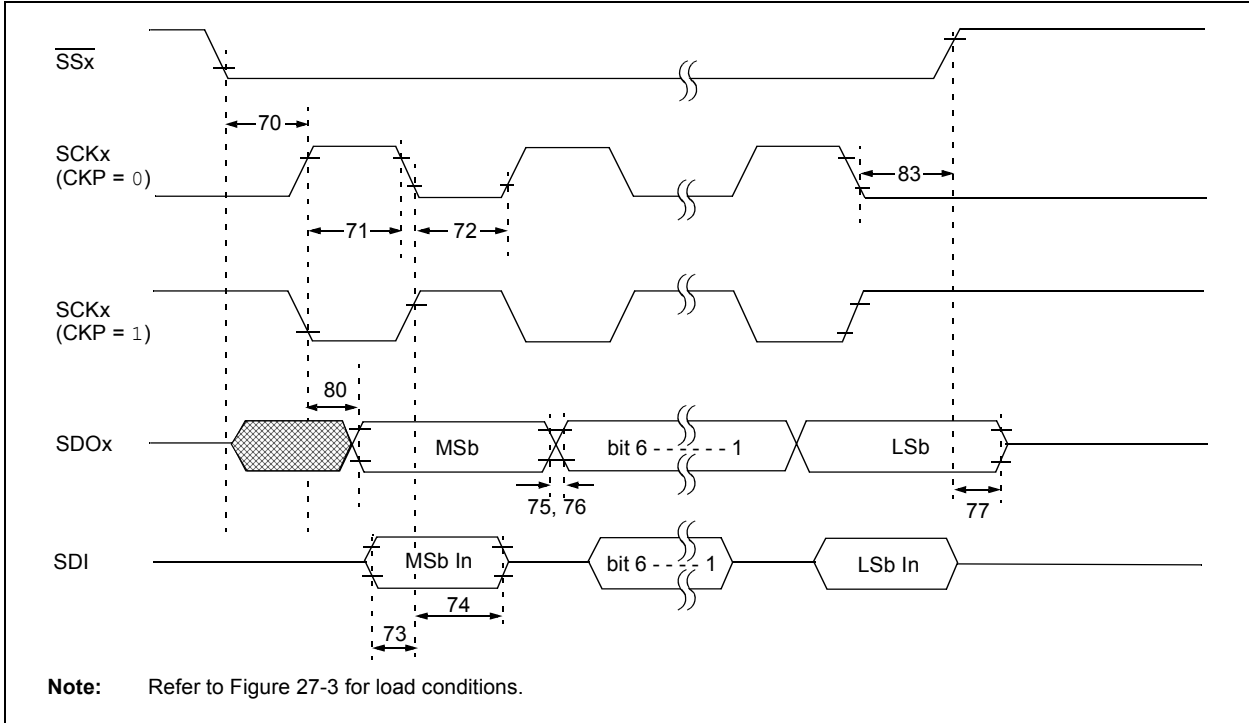 SSx
70
SCKx
(CKP = 0)
83
71
72
SCKx
(CKP = 1)
80
SDOx
MSb
bit 6 - - - - - - 1
LSb
75, 76
77
SDI
MSb In
bit 6 - - - - 1
LSb In
74
73
Note: Refer to Figure 27-3 for load conditions.